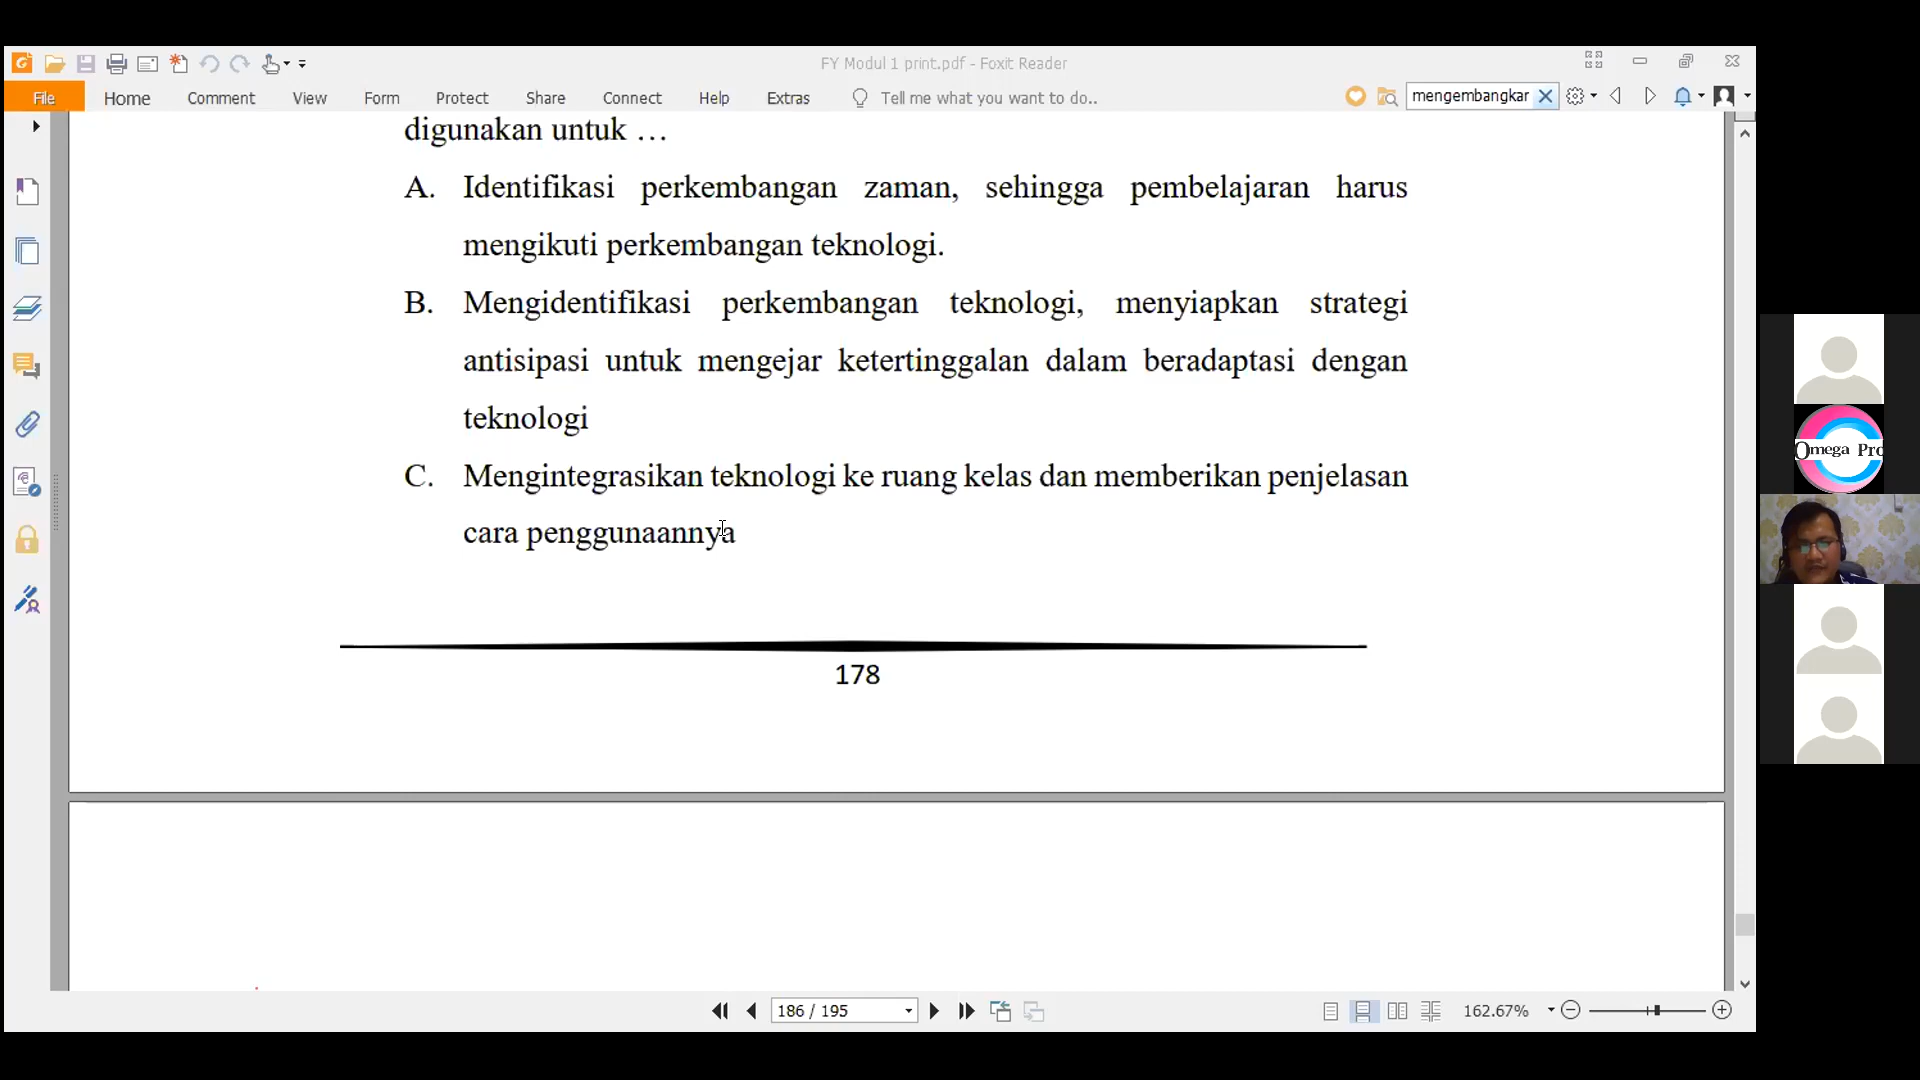 FY Modul 1 print.pdf - Foxit Reader
File Home Comment View Form Protect Share Connect Help Extras Tell me what you want to do.. mengembangkar
digunakan untuk …
A. Identifikasi perkembangan zaman, sehingga pembelajaran harus
mengikuti perkembangan teknologi.
B. Mengidentifikasi perkembangan teknologi, menyiapkan strategi
antisipasi untuk mengejar ketertinggalan dalam beradaptasi dengan
teknologi
C. Mengintegrasikan teknologi ke ruang kelas dan memberikan penjelasan
cara penggunaannya
178
Omega Pro
186 / 195
162.67%